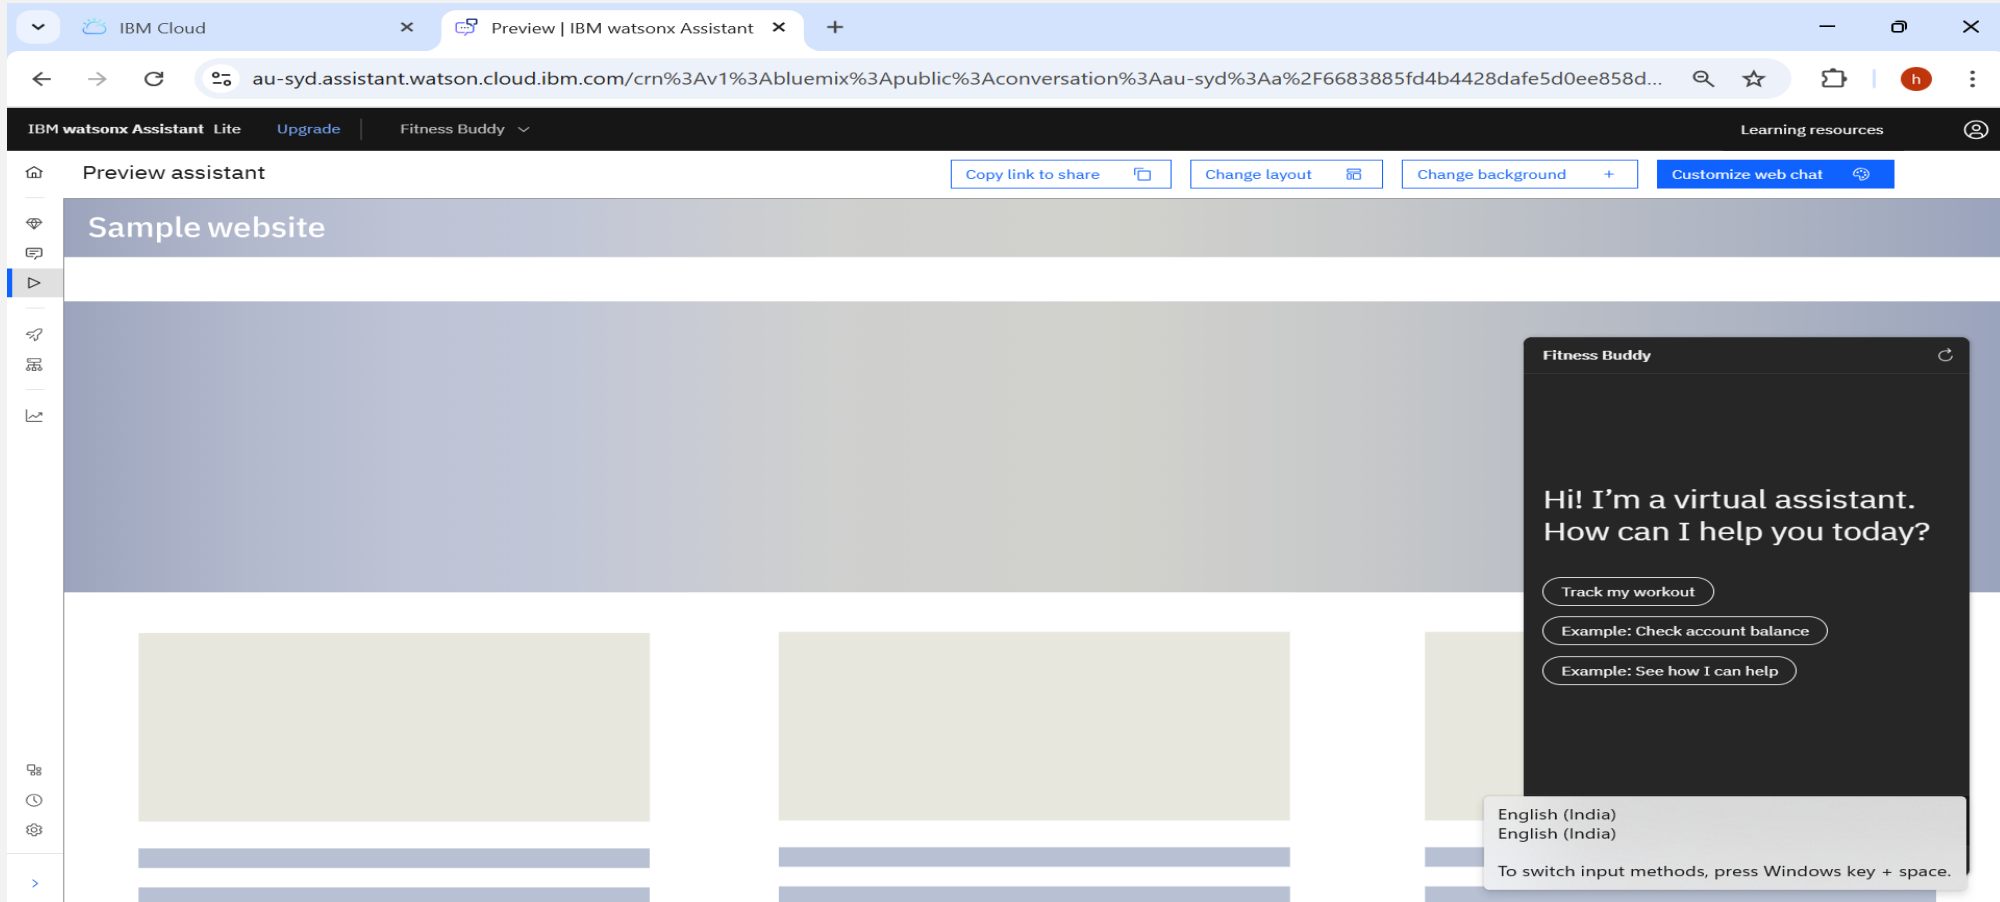 IBM Cloud
Preview | IBM watsonx Assistant
au-syd.assistant.watson.cloud.ibm.com/crn%3Av1%3Abluemix%3Apublic%3Aconversation%3Aau-syd%3Aa%2F6683885fd4b4428dafe5d0ee858d...
h
IBM watsonx Assistant Lite
Upgrade
Fitness Buddy
Learning resources
Preview assistant
Copy link to share
Change layout
Change background
Customize web chat
Sample website
Fitness Buddy
Hi! I’m a virtual assistant.
How can I help you today?
Track my workout
Example: Check account balance
Example: See how I can help
English (India)
English (India)
To switch input methods, press Windows key + space.